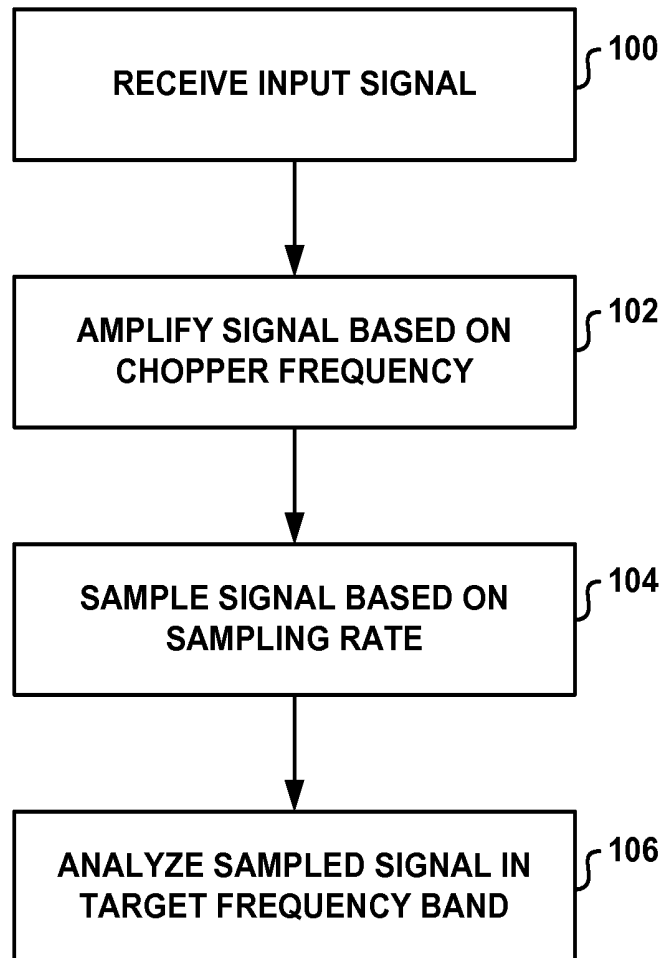 RECEIVE INPUT SIGNAL
100
AMPLIFY SIGNAL BASED ON
CHOPPER FREQUENCY
102
SAMPLE SIGNAL BASED ON
SAMPLING RATE
104
ANALYZE SAMPLED SIGNAL IN
TARGET FREQUENCY BAND
106